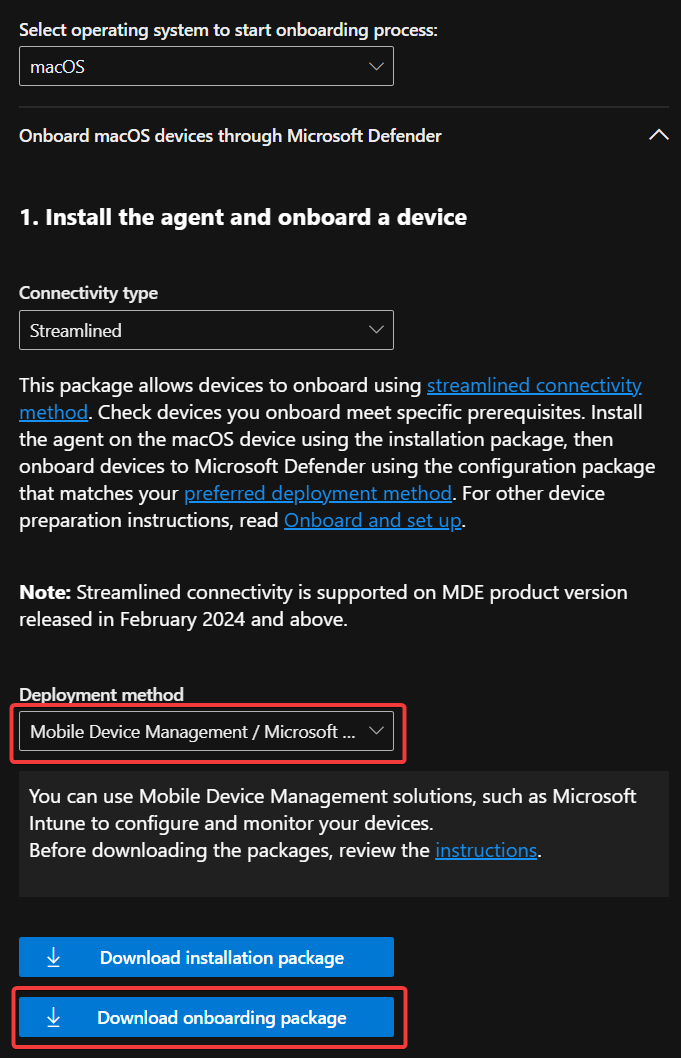 Select operating system to start onboarding process:
macOS
Onboard macOS devices through Microsoft Defender
1. Install the agent and onboard a device
Connectivity type
Streamlined
This package allows devices to onboard using streamlined connectivity
method. Check devices you onboard meet specific prerequisites. Install
the agent on the macOS device using the installation package, then
onboard devices to Microsoft Defender using the configuration package
that matches your preferred deployment method. For other device
preparation instructions, read Onboard and set up.
Note: Streamlined connectivity is supported on MDE product version
released in February 2024 and above.
Deployment method
Mobile Device Management / Microsoft ...
You can use Mobile Device Management solutions, such as Microsoft
Intune to configure and monitor your devices.
Before downloading the packages, review the instructions.
Download installation package
Download onboarding package